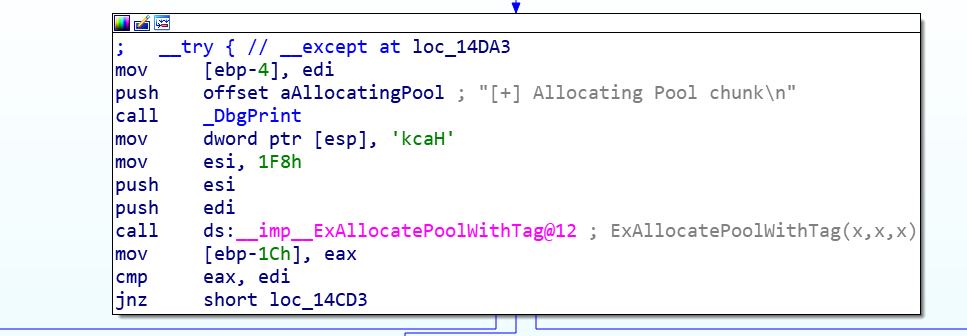 ;   __try { // __except at loc_14DA3
mov     [ebp-4], edi
push    offset aAllocatingPool ; "[+] Allocating Pool chunk\n"
call    _DbgPrint
mov     dword ptr [esp], 'kcaH'
mov     esi, 1F8h
push    esi
push    edi
call    ds:__imp__ExAllocatePoolWithTag@12 ; ExAllocatePoolWithTag(x,x,x)
mov     [ebp-1Ch], eax
cmp     eax, edi
jnz     short loc_14CD3